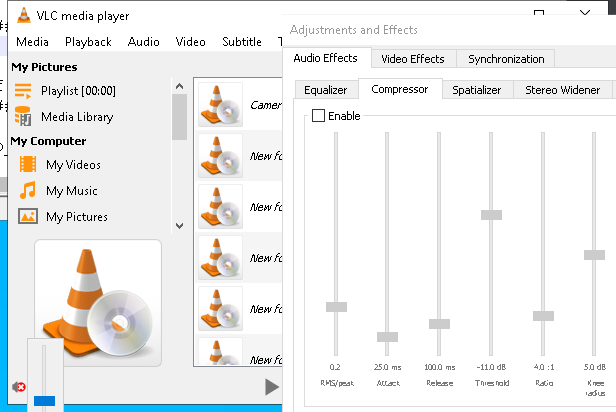 VLC media player
Media Playback Audio Video Subtitle
My Pictures
Playlist [00:00]
Media Library
My Computer
My Videos
My Music
My Pictures
Camer
New fo
New fo
New fo
New fo
New fo
Adjustments and Effects
Audio Effects Video Effects Synchronization
Equalizer Compressor Spatializer Stereo Widener
Enable
0.2 25.0 ms 100.0 ms -11.0 dB 4.0 :1 5.0 dB
RMS/peak Attack Release Threshold Ratio Knee
radius